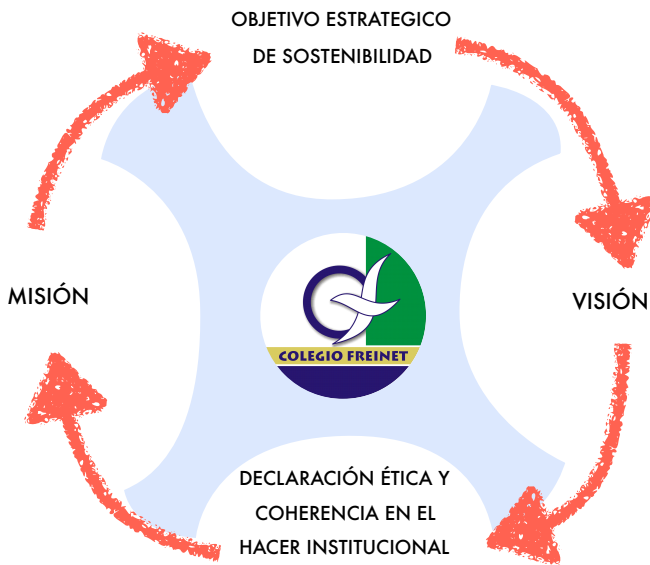 OBJETIVO ESTRATEGICO
DE SOSTENIBILIDAD
MISIÓN
VISIÓN
COLEGIO FREINET
DECLARACIÓN ÉTICA Y
COHERENCIA EN EL
HACER INSTITUCIONAL